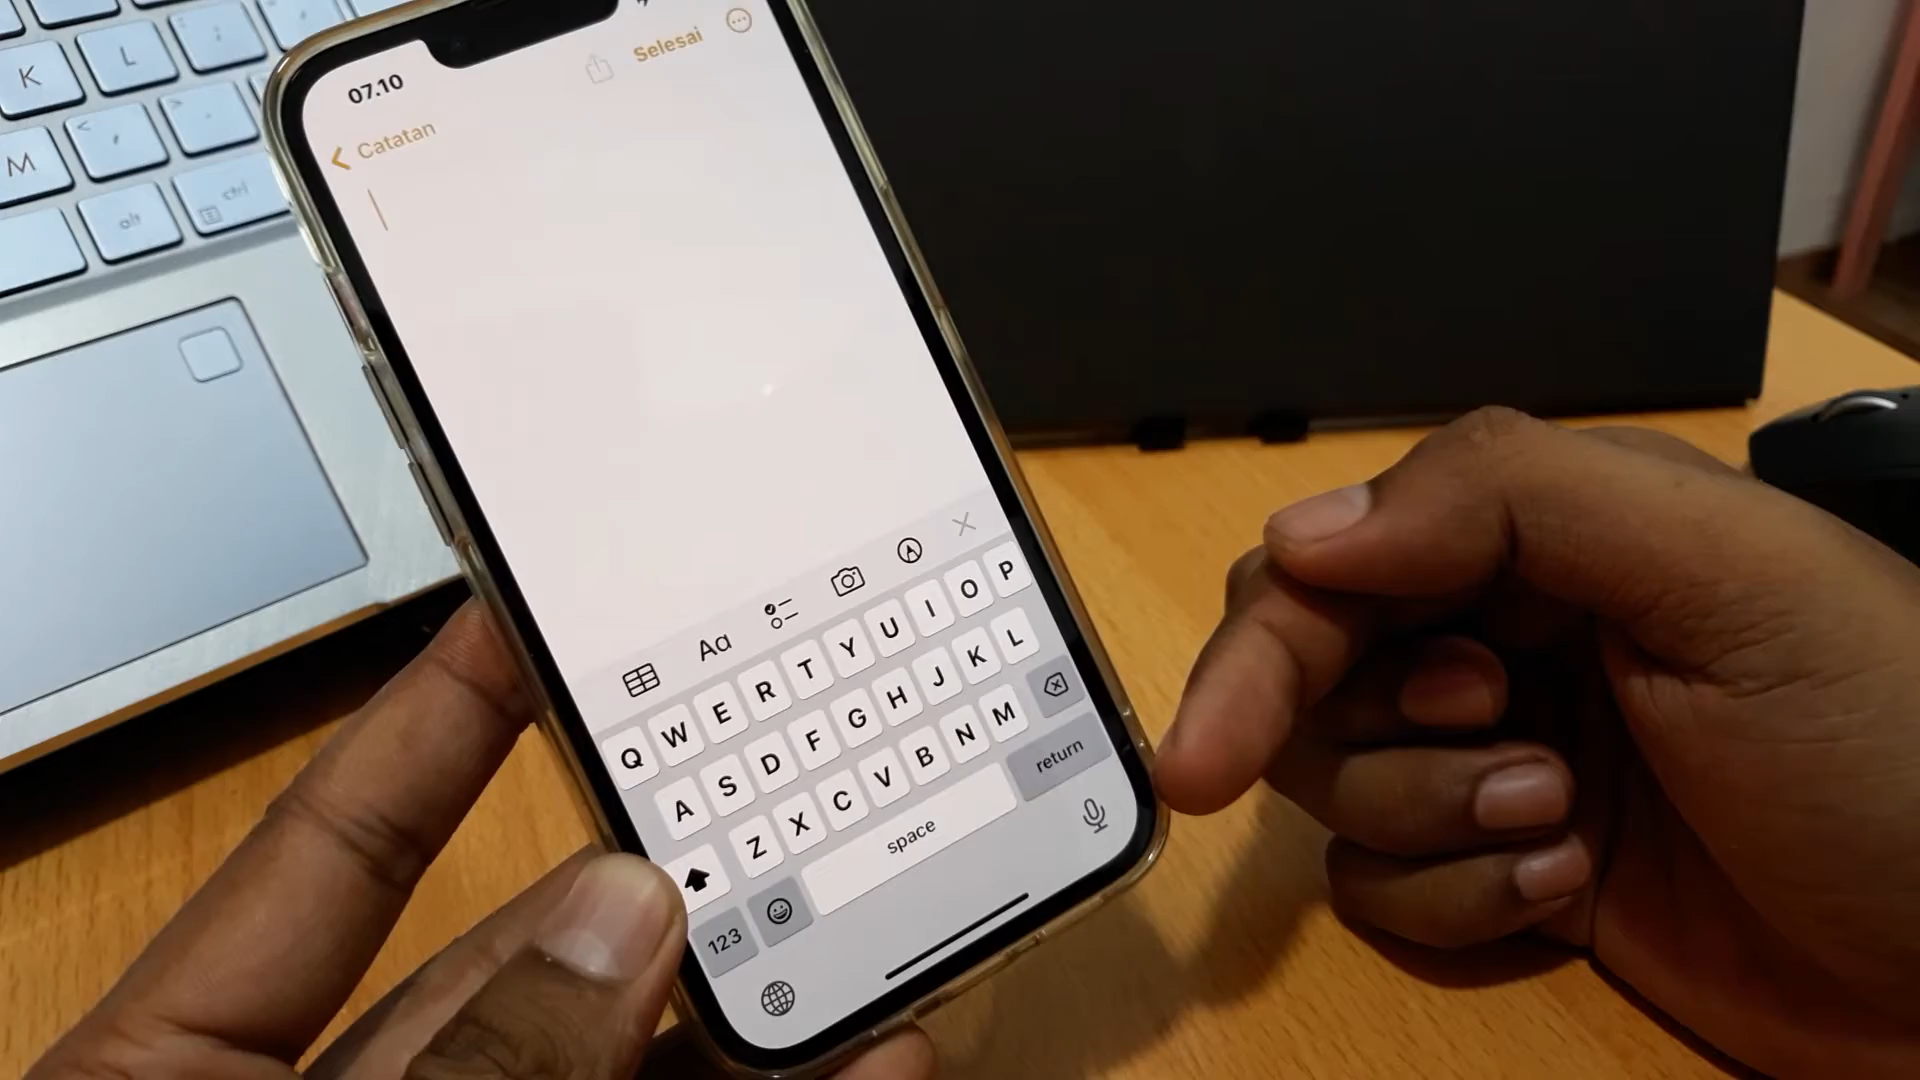 K
L
M
alt
ctrl
07.10
Selesai
Catatan
Aa
Q W E R T Y U I O P
A S D F G H J K L
Z X C V B N M
123
space
return